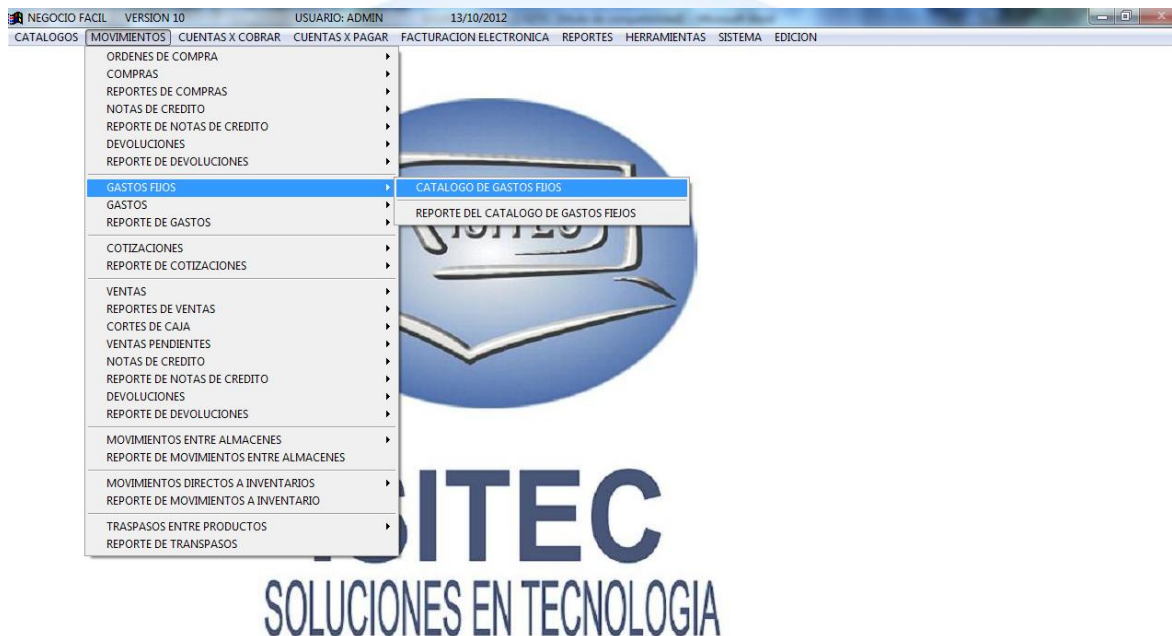 NEGOCIO FACIL VERSION 10 USUARIO: ADMIN 13/10/2012
CATALOGOS MOVIMIENTOS CUENTAS X COBRAR CUENTAS X PAGAR FACTURACION ELECTRONICA REPORTES HERRAMIENTAS SISTEMA EDICION
ORDENES DE COMPRA
COMPRAS
REPORTES DE COMPRAS
NOTAS DE CREDITO
REPORTE DE NOTAS DE CREDITO
DEVOLUCIONES
REPORTE DE DEVOLUCIONES
GASTOS FIJOS
CATALOGO DE GASTOS FIJOS
GASTOS
REPORTE DEL CATALOGO DE GASTOS FIEJOS
REPORTE DE GASTOS
COTIZACIONES
REPORTE DE COTIZACIONES
VENTAS
REPORTES DE VENTAS
CORTES DE CAJA
VENTAS PENDIENTES
NOTAS DE CREDITO
REPORTE DE NOTAS DE CREDITO
DEVOLUCIONES
REPORTE DE DEVOLUCIONES
MOVIMIENTOS ENTRE ALMACENES
REPORTE DE MOVIMIENTOS ENTRE ALMACENES
MOVIMIENTOS DIRECTOS A INVENTARIOS
REPORTE DE MOVIMIENTOS A INVENTARIO
TRASPASOS ENTRE PRODUCTOS
REPORTE DE TRANSPASOS
ISITEC
SOLUCIONES EN TECNOLOGIA